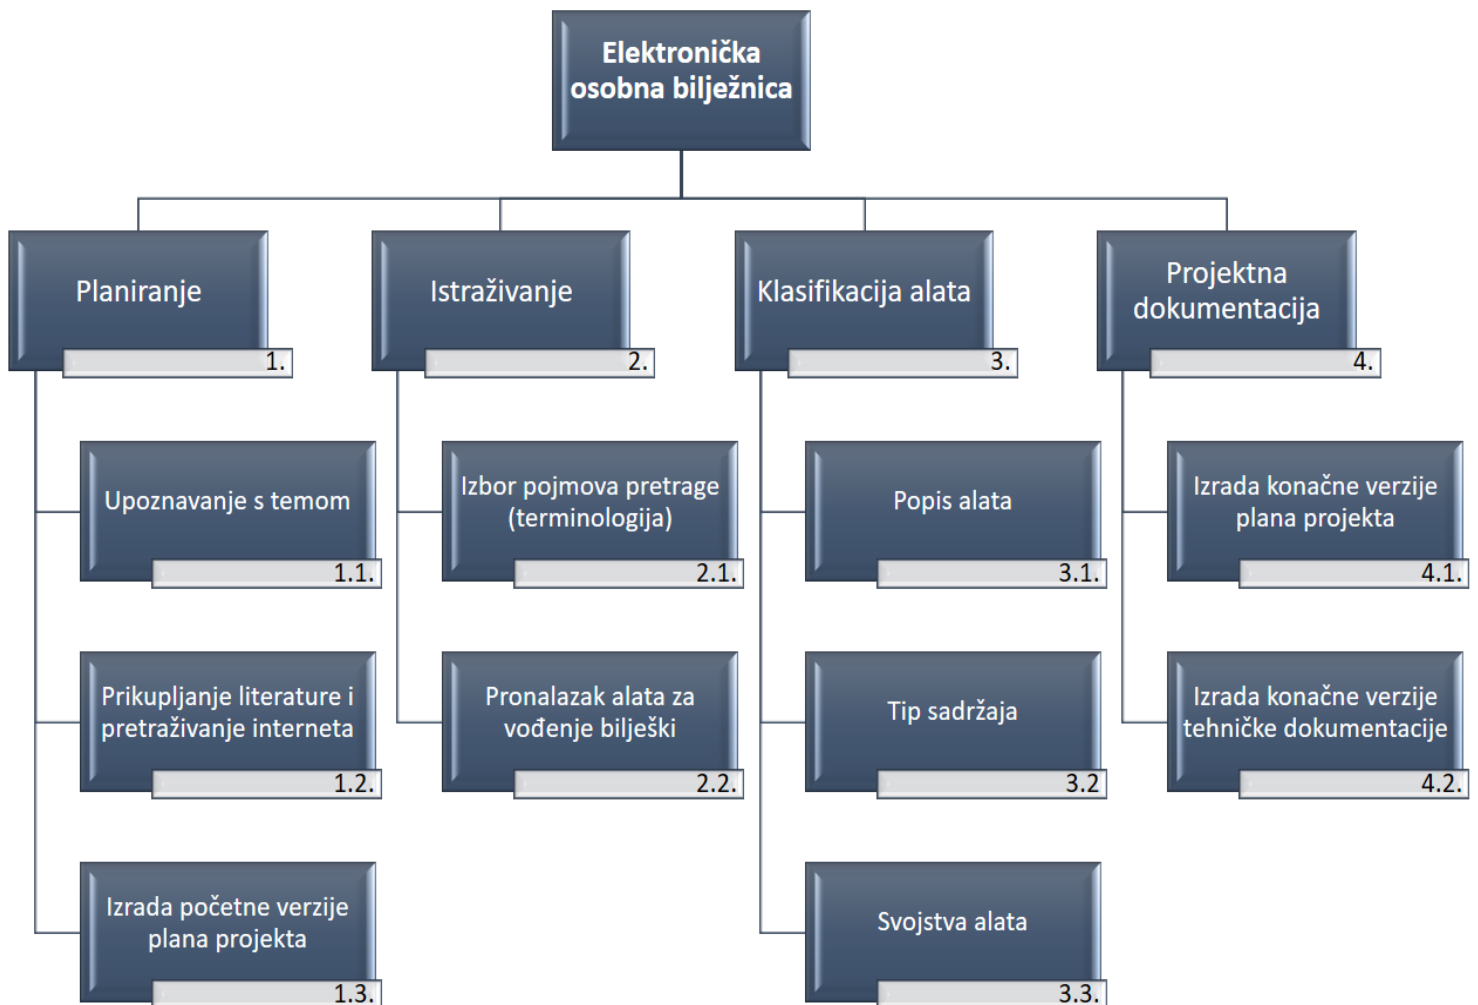 Elektronička
osobna bilježnica
Planiranje
1.
Istraživanje
2.
Klasifikacija alata
3.
Projektna
dokumentacija
4.
Upoznavanje s temom
1.1.
Izbor pojmova pretrage
(terminologija)
2.1.
Popis alata
3.1.
Izrada konačne verzije
plana projekta
4.1.
Prikupljanje literature i
pretraživanje interneta
1.2.
Pronalazak alata za
vođenje bilješki
2.2.
Tip sadržaja
3.2
Izrada konačne verzije
tehničke dokumentacije
4.2.
Izrada početne verzije
plana projekta
1.3.
Svojstva alata
3.3.